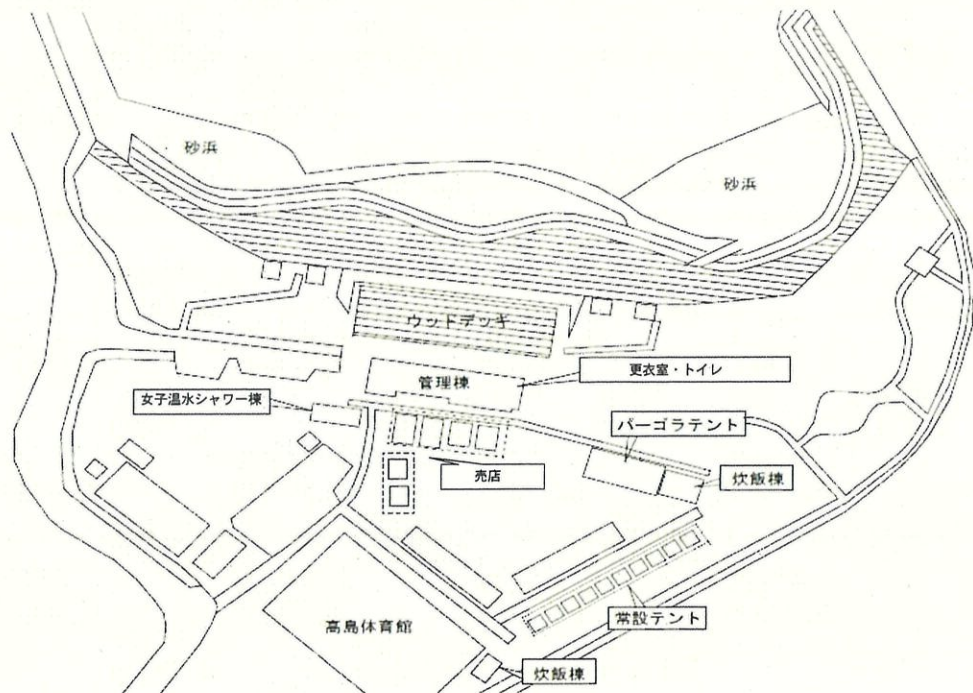 砂浜
砂浜
ウッドデッキ
管理棟
更衣室・トイレ
女子温水シャワー棟
パーゴラテント
売店
炊飯棟
常設テント
高島体育館
炊飯棟